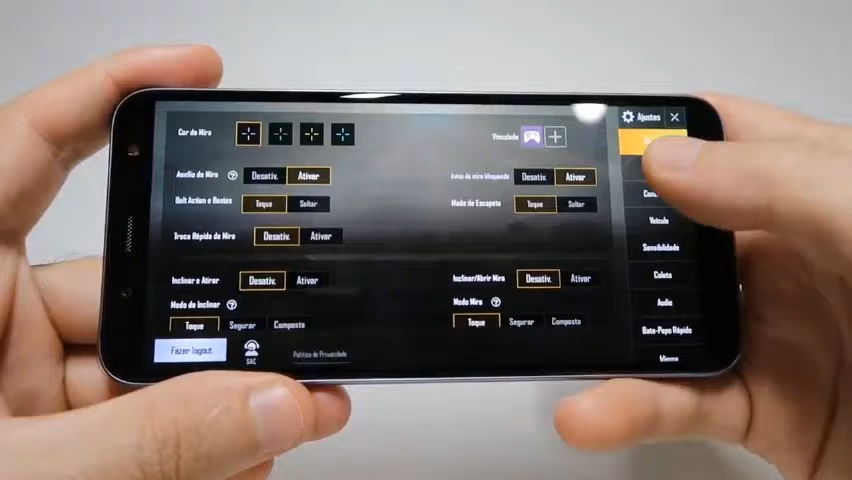 Ajustes
Cor da Mira
Vinculado
Auxílio de Mira
Desativ. Ativar
Aviso de mira bloqueada
Desativ. Ativar
Bolt Action e Bestas
Toque Soltar
Modo de Escopeta
Toque Soltar
Troca Rápida de Mira
Desativ. Ativar
Veículo
Sensibilidade
Inclinar e Atirar
Desativ. Ativar
Inclinar/Abrir Mira
Desativ. Ativar
Coleta
Modo de Inclinar
Modo Mira
Áudio
Toque Segurar Composto
Toque Segurar Composto
Bate-Papo Rápido
Fazer logout
SAC
Política de Privacidade
Idioma